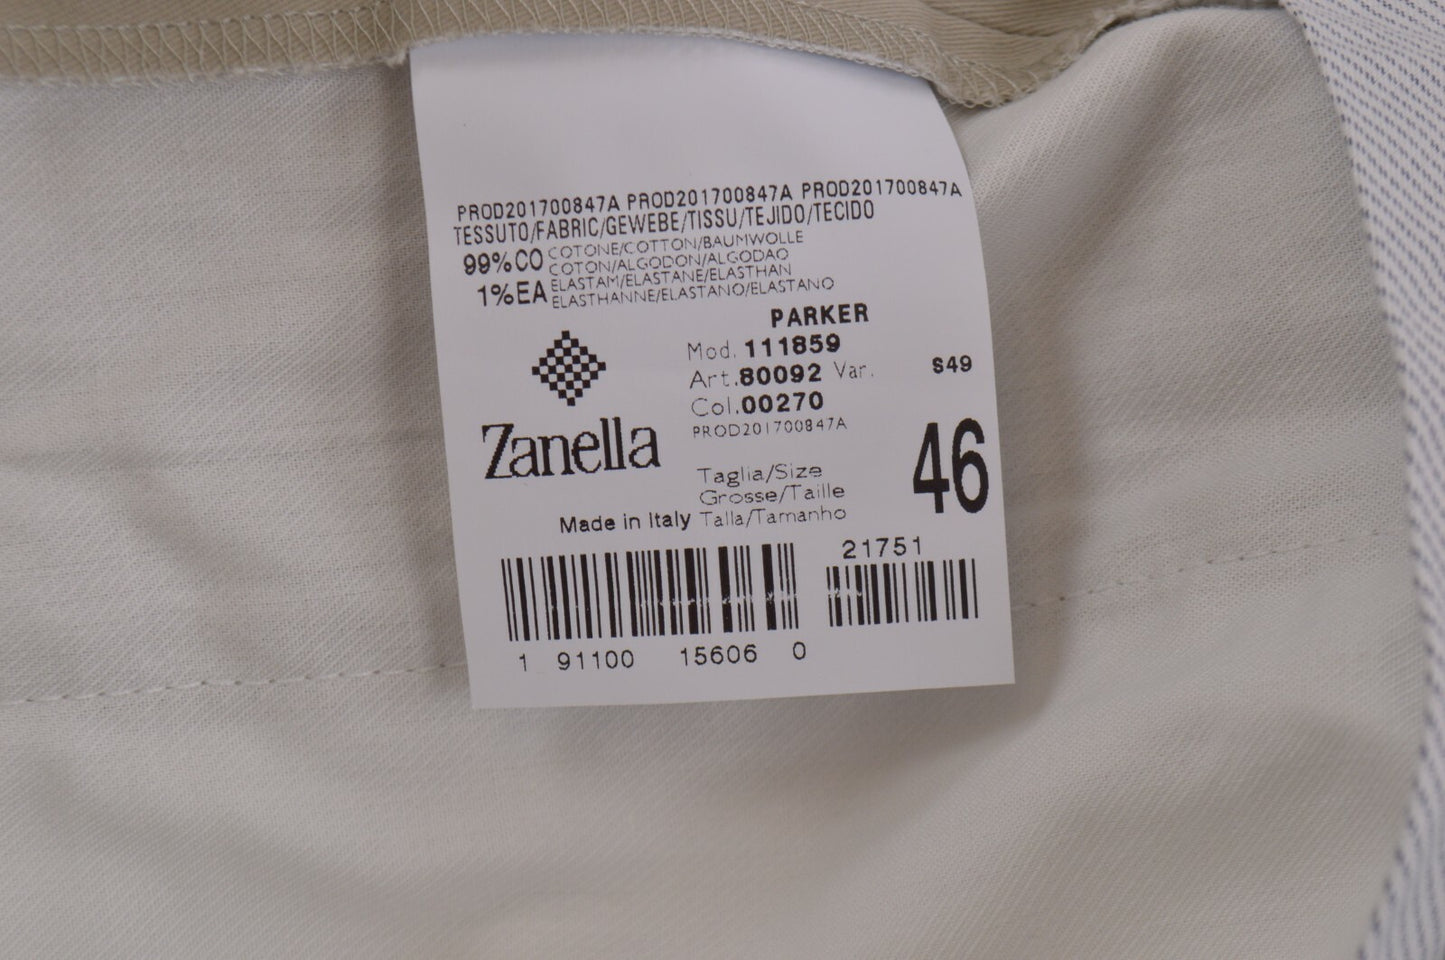 PROD201700847A PROD201700847A PROD201700847A
TESSUTO/FABRIC/GEWEBE/TISSU/TEJIDO/TECIDO
99%CO COTONE/COTTON/BAUMWOLLE
COTON/ALGODON/ALGODAO
1%EA ELASTAM/ELASTANE/ELASTHAN
ELASTHANNE/ELASTANO/ELASTANO
PARKER
Mod. 111859
Art. 80092 Var. S49
Col. 00270
PROD201700847A
Zanella
46
Taglia/Size
Grosse/Taille
Made in Italy Talla/Tamanho
21751
1 91100 15606 0